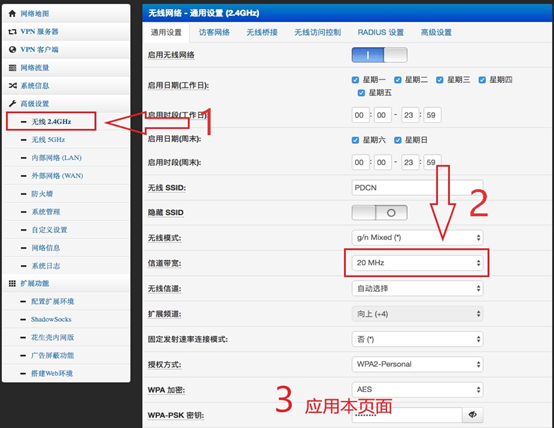 网络地图
VPN 服务器
VPN 客户端
网络流量
系统信息
高级设置
无线 2.4GHz
无线 5GHz
内部网络 (LAN)
外部网络 (WAN)
防火墙
系统管理
自定义设置
网络信息
系统日志
扩展功能
配置扩展环境
ShadowSocks
花生壳内网版
广告屏蔽功能
搭建Web环境
1
无线网络 - 通用设置 (2.4GHz)
通用设置 访客网络 无线桥接 无线访问控制 RADIUS 设置 高级设置
启用无线网络
启用日期(工作日): 星期一 星期二 星期三 星期四
星期五
启用时段(工作日): 00 : 00 - 23 : 59
启用日期(周末): 星期六 星期日
启用时段(周末): 00 : 00 - 23 : 59
无线 SSID: PDCN
2
隐藏 SSID
无线模式: g/n Mixed (*)
信道带宽: 20 MHz
无线信道: 自动选择
扩展频道: 向上 (+4)
固定发射速率连接模式: 否 (*)
授权方式: WPA2-Personal
WPA 加密: AES
3 应用本页面
WPA-PSK 密钥: ••••••••